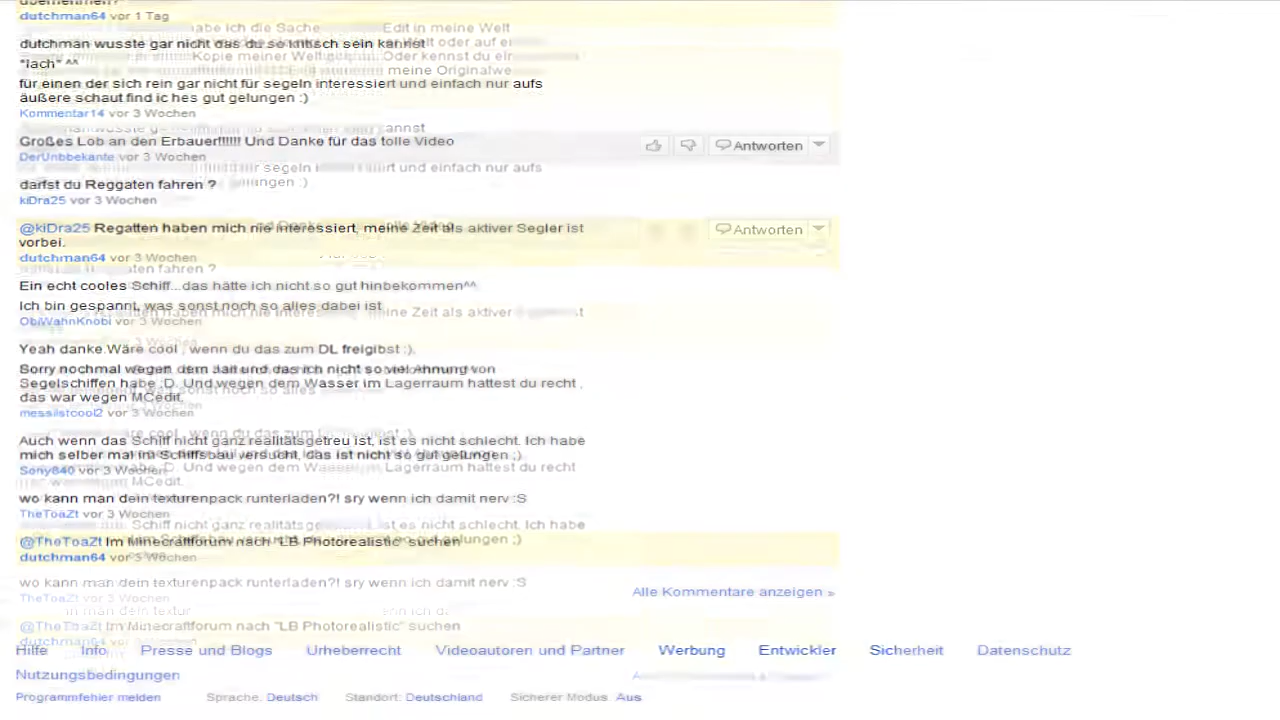 übernehmen?
dutchman64 vor 1 Tag
dutchman wusste gar nicht das du so kritisch sein kannst
*lach* ^^
für einen der sich rein gar nicht für segeln interessiert und einfach nur aufs
äußere schaut find ic hes gut gelungen :)
Kommentar14 vor 3 Wochen
Großes Lob an den Erbauer!!!!!! Und Danke für das tolle Video
Antworten
DerUnbbekante vor 3 Wochen
darfst du Reggaten fahren ?
kiDra25 vor 3 Wochen
@kiDra25 Regatten haben mich nie interessiert, meine Zeit als aktiver Segler ist
Antworten
vorbei.
dutchman64 vor 3 Wochen
Ein echt cooles Schiff...das hätte ich nicht so gut hinbekommen^^
Ich bin gespannt, was sonst noch so alles dabei ist
ObiWahnKnobi vor 3 Wochen
Yeah danke.Wäre cool , wenn du das zum DL freigibst :).
Sorry nochmal wegen dem und das ich nicht so viel Ahnung von
Segelschiffen habe :D. Und wegen dem Wasser im Lagerraum hattest du recht ,
das war wegen MCedit.
messiistcool2 vor 3 Wochen
Auch wenn das Schiff nicht ganz realitätsgetreu ist, ist es nicht schlecht. Ich habe
mich selber mal im Schiffsbau versucht, das ist nicht so gut gelungen ;)
Sony840 vor 3 Wochen
wo kann man dein texturenpack runterladen?! sry wenn ich damit nerv :S
TheToaZt vor 3 Wochen
@TheToaZt Im Minecraftforum nach "LB Photorealistic" suchen
dutchman64 vor 3 Wochen
Alle Kommentare anzeigen »
Hilfe Info Presse und Blogs Urheberrecht Videoautoren und Partner Werbung Entwickler Sicherheit Datenschutz
Nutzungsbedingungen
Programmfehler melden Sprache: Deutsch Standort: Deutschland Sicherer Modus: Aus